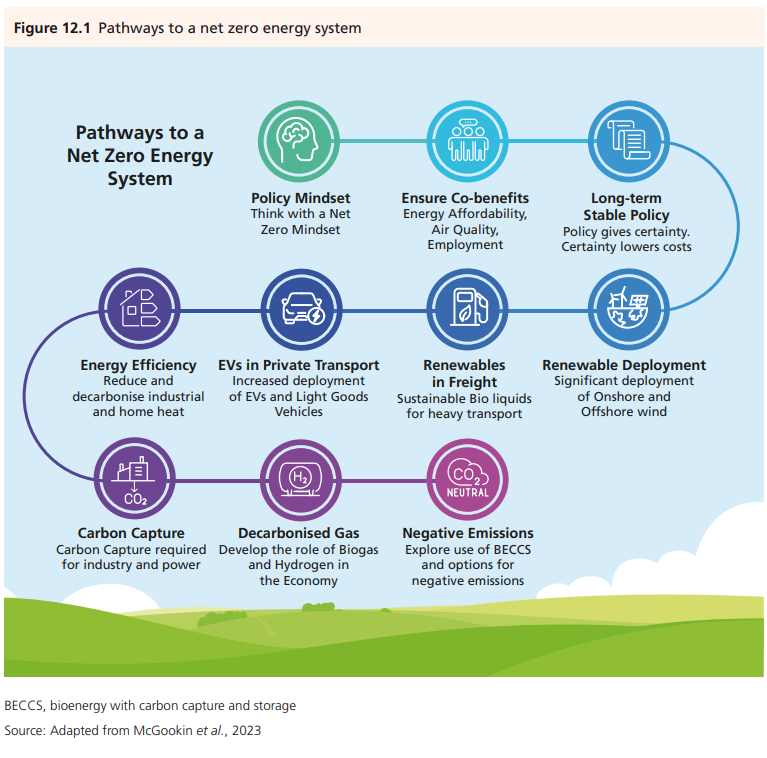 Figure 12.1 Pathways to a net zero energy system
Pathways to a
Net Zero Energy
System
Policy Mindset
Think with a Net
Zero Mindset
Ensure Co-benefits
Energy Affordability,
Air Quality,
Employment
Long-term
Stable Policy
Policy gives certainty.
Certainty lowers costs
Renewable Deployment
Significant deployment
of Onshore and
Offshore wind
Renewables
in Freight
Sustainable Bio liquids
for heavy transport
EVs in Private Transport
Increased deployment
of EVs and Light Goods
Vehicles
Energy Efficiency
Reduce and
decarbonise industrial
and home heat
CO₂
Carbon Capture
Carbon Capture required
for industry and power
H₂
Decarbonised Gas
Develop the role of Biogas
and Hydrogen in
the Economy
CO₂
NEUTRAL
Negative Emissions
Explore use of BECCS
and options for
negative emissions
BECCS, bioenergy with carbon capture and storage
Source: Adapted from McGookin et al., 2023